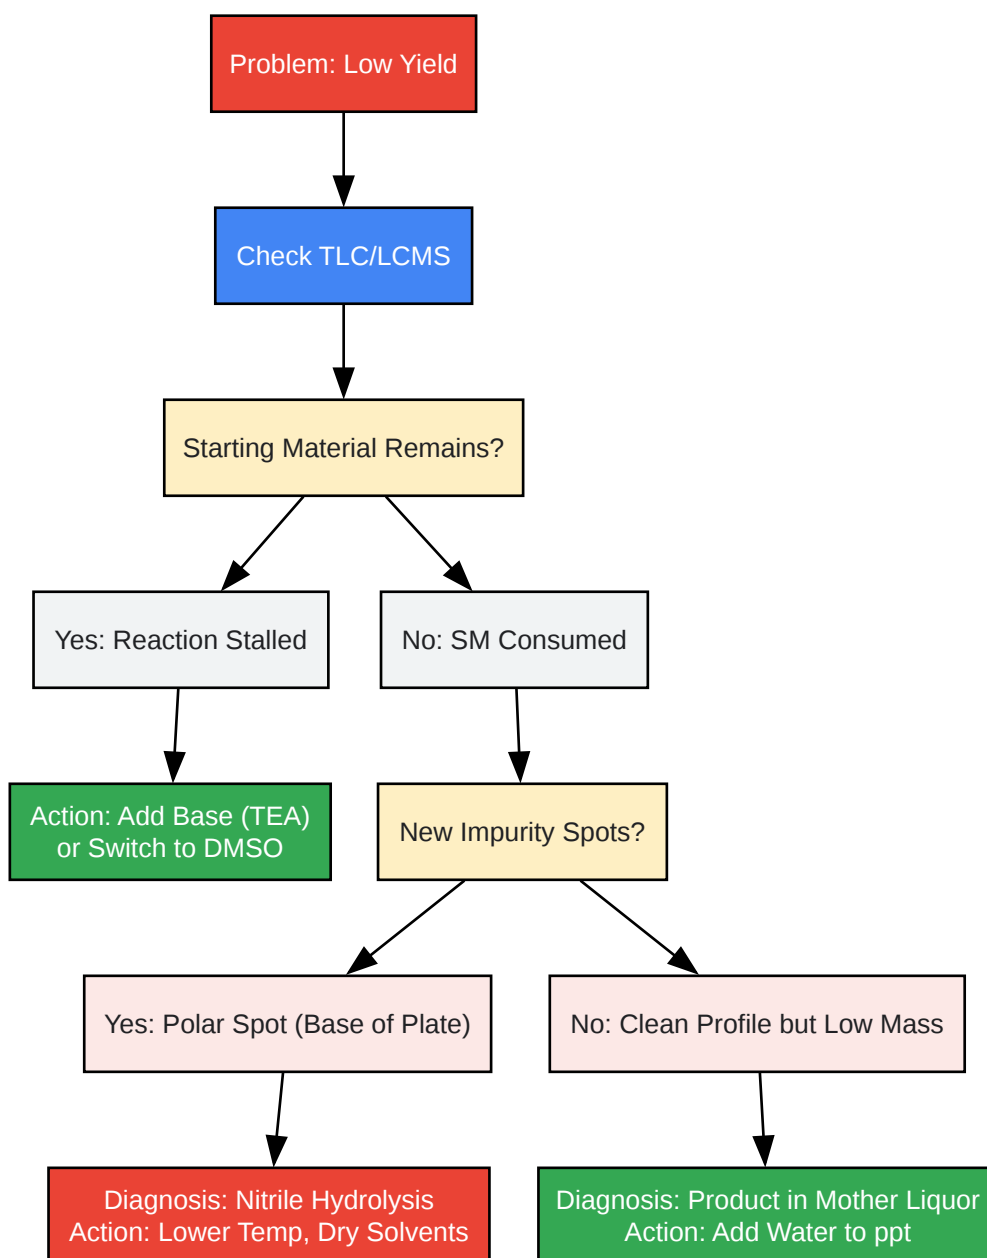 Problem: Low Yield
Check TLC/LCMS
Starting Material Remains?
Yes: Reaction Stalled
No: SM Consumed
Action: Add Base (TEA)
or Switch to DMSO
New Impurity Spots?
Yes: Polar Spot (Base of Plate)
No: Clean Profile but Low Mass
Diagnosis: Nitrile Hydrolysis
Action: Lower Temp, Dry Solvents
Diagnosis: Product in Mother Liquor
Action: Add Water to ppt